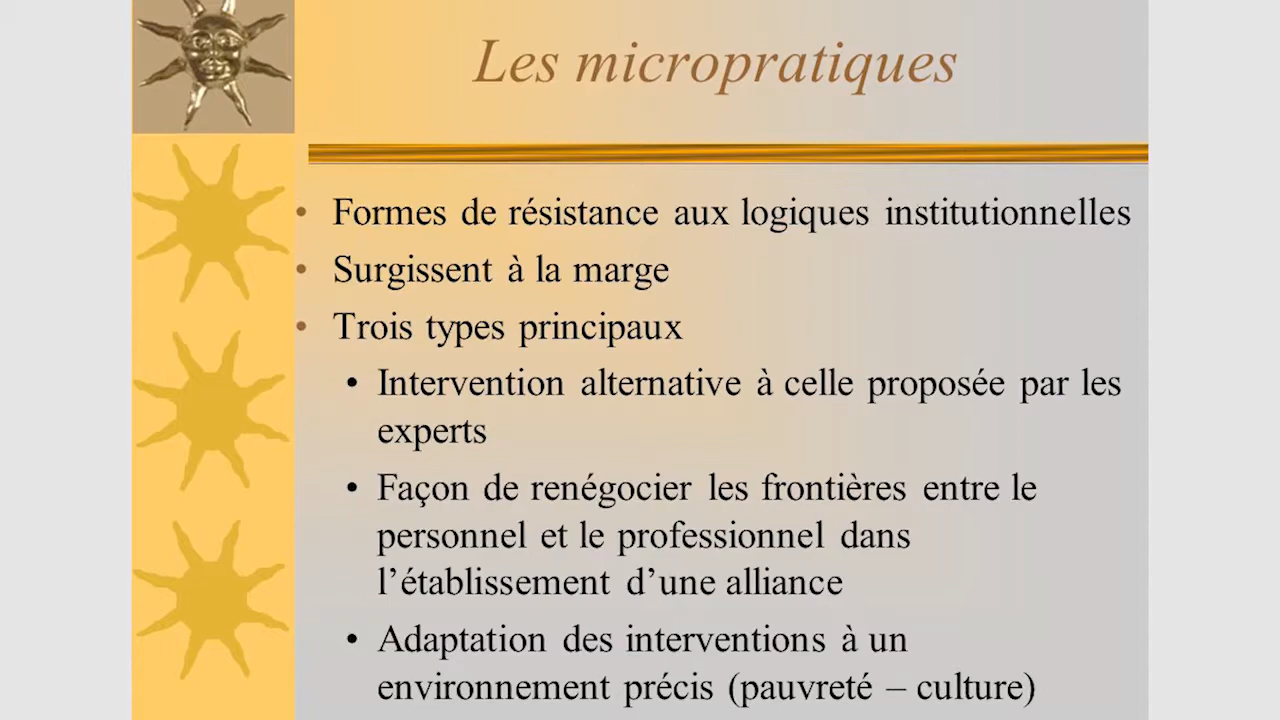 Les micropratiques
• Formes de résistance aux logiques institutionnelles
• Surgissent à la marge
• Trois types principaux
• Intervention alternative à celle proposée par les
experts
• Façon de renégocier les frontières entre le
personnel et le professionnel dans
l’établissement d’une alliance
• Adaptation des interventions à un
environnement précis (pauvreté – culture)